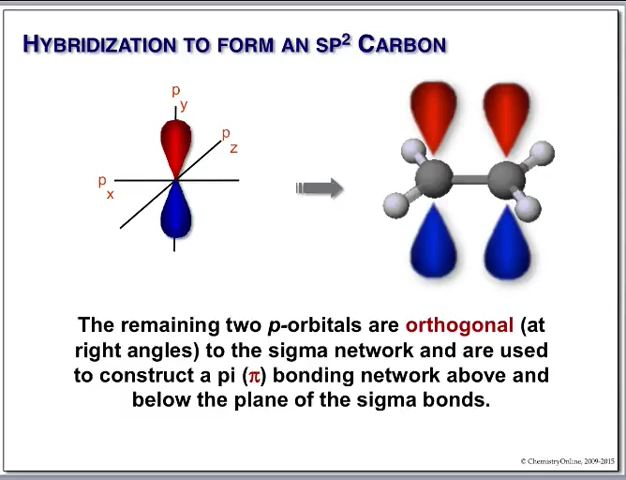 HYBRIDIZATION TO FORM AN SP² CARBON
p
y
p
z
p
x
The remaining two p-orbitals are orthogonal (at
right angles) to the sigma network and are used
to construct a pi (π) bonding network above and
below the plane of the sigma bonds.
© ChemistryOnline, 2009-2015